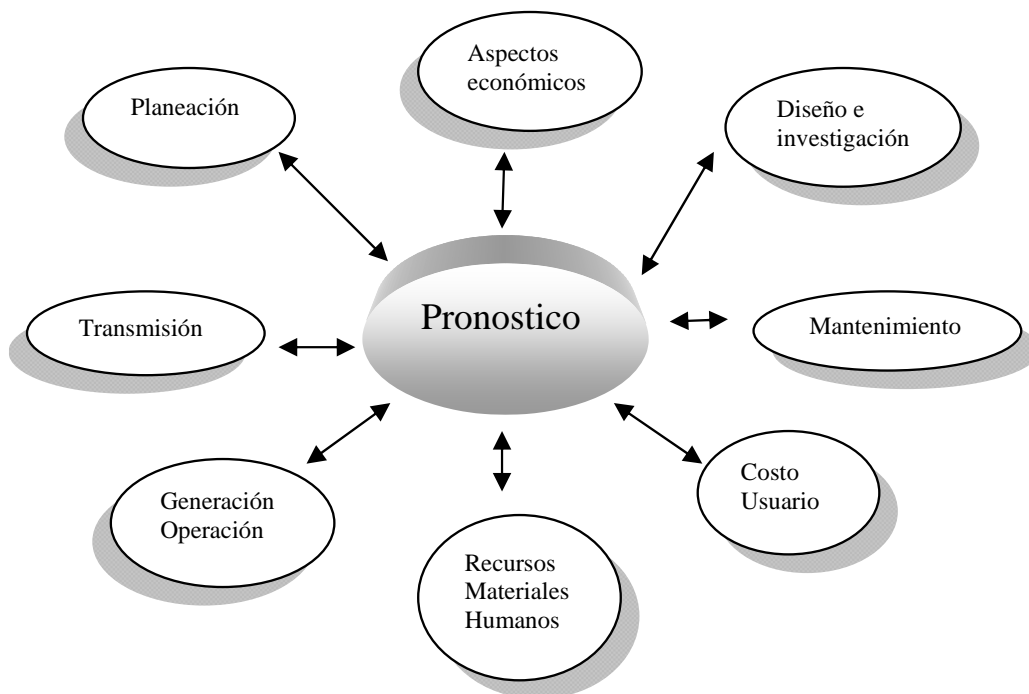 Aspectos
económicos
Planeación
Diseño e
investigación
Pronostico
Transmisión
Mantenimiento
Generación
Operación
Costo
Usuario
Recursos
Materiales
Humanos